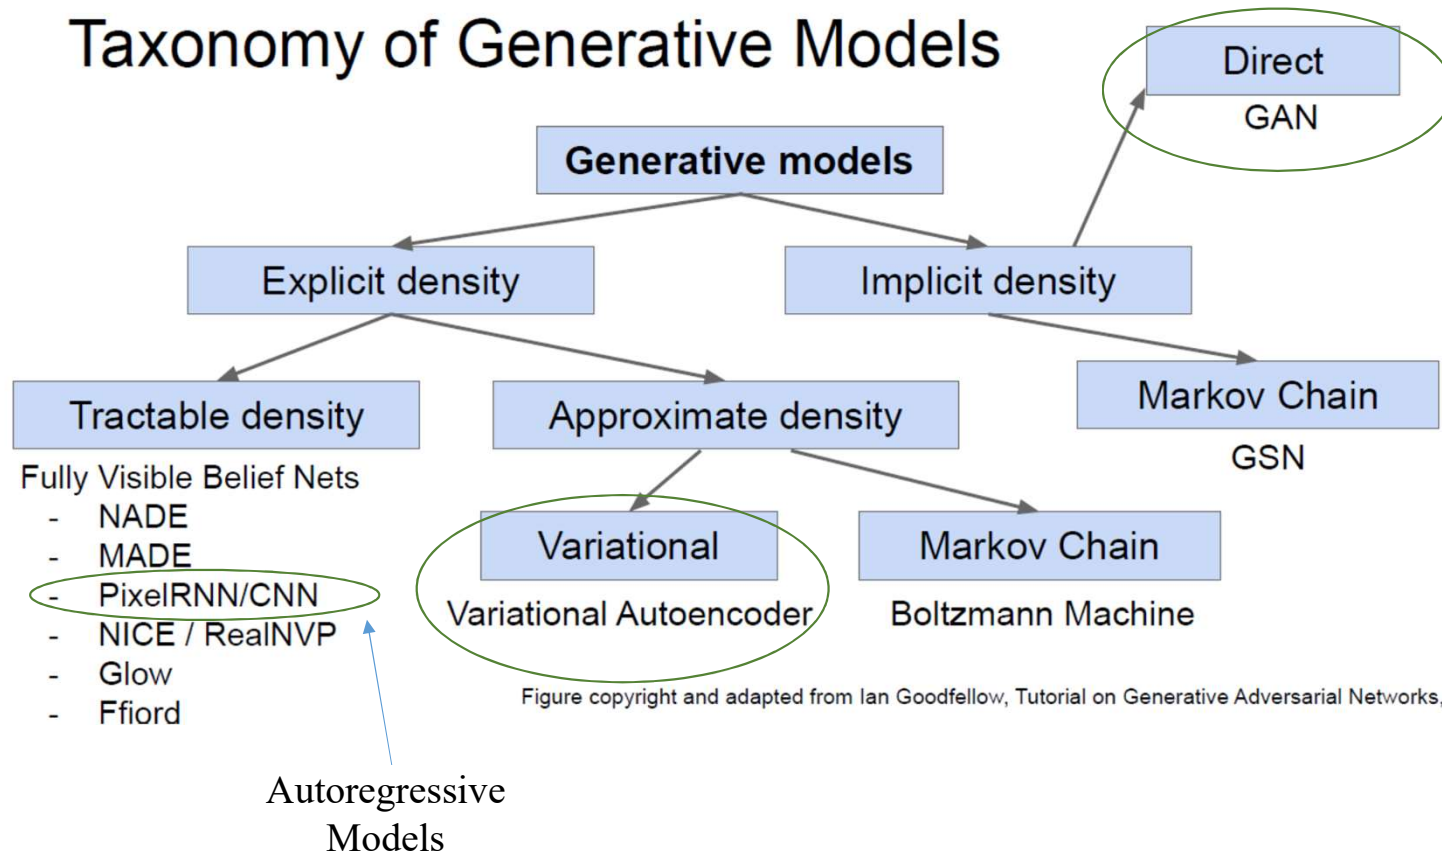 Taxonomy of Generative Models
Direct
GAN
Generative models
Explicit density
Implicit density
Tractable density
Approximate density
Markov Chain
GSN
Fully Visible Belief Nets
- NADE
- MADE
- PixelRNN/CNN
- NICE / RealNVP
- Glow
- Ffiord
Variational
Variational Autoencoder
Markov Chain
Boltzmann Machine
Figure copyright and adapted from Ian Goodfellow, Tutorial on Generative Adversarial Networks,
Autoregressive
Models